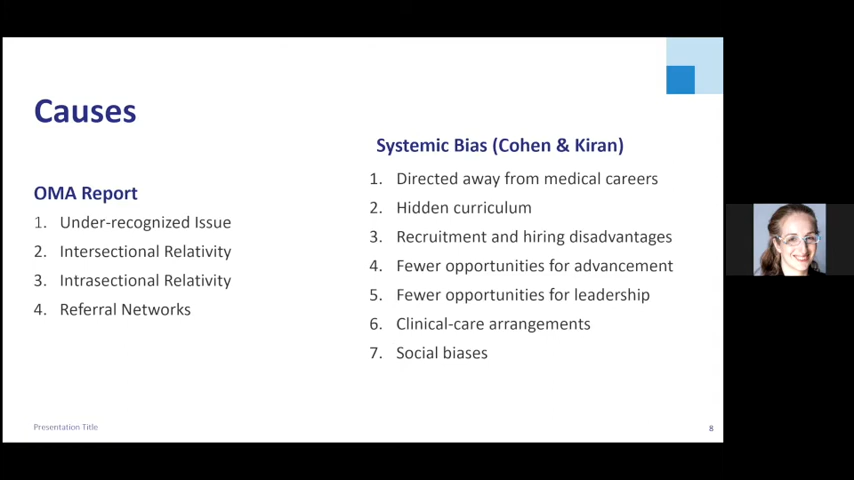 Causes
OMA Report
1. Under-recognized Issue
2. Intersectional Relativity
3. Intrasectional Relativity
4. Referral Networks
Systemic Bias (Cohen & Kiran)
1. Directed away from medical careers
2. Hidden curriculum
3. Recruitment and hiring disadvantages
4. Fewer opportunities for advancement
5. Fewer opportunities for leadership
6. Clinical-care arrangements
7. Social biases
Presentation Title
8